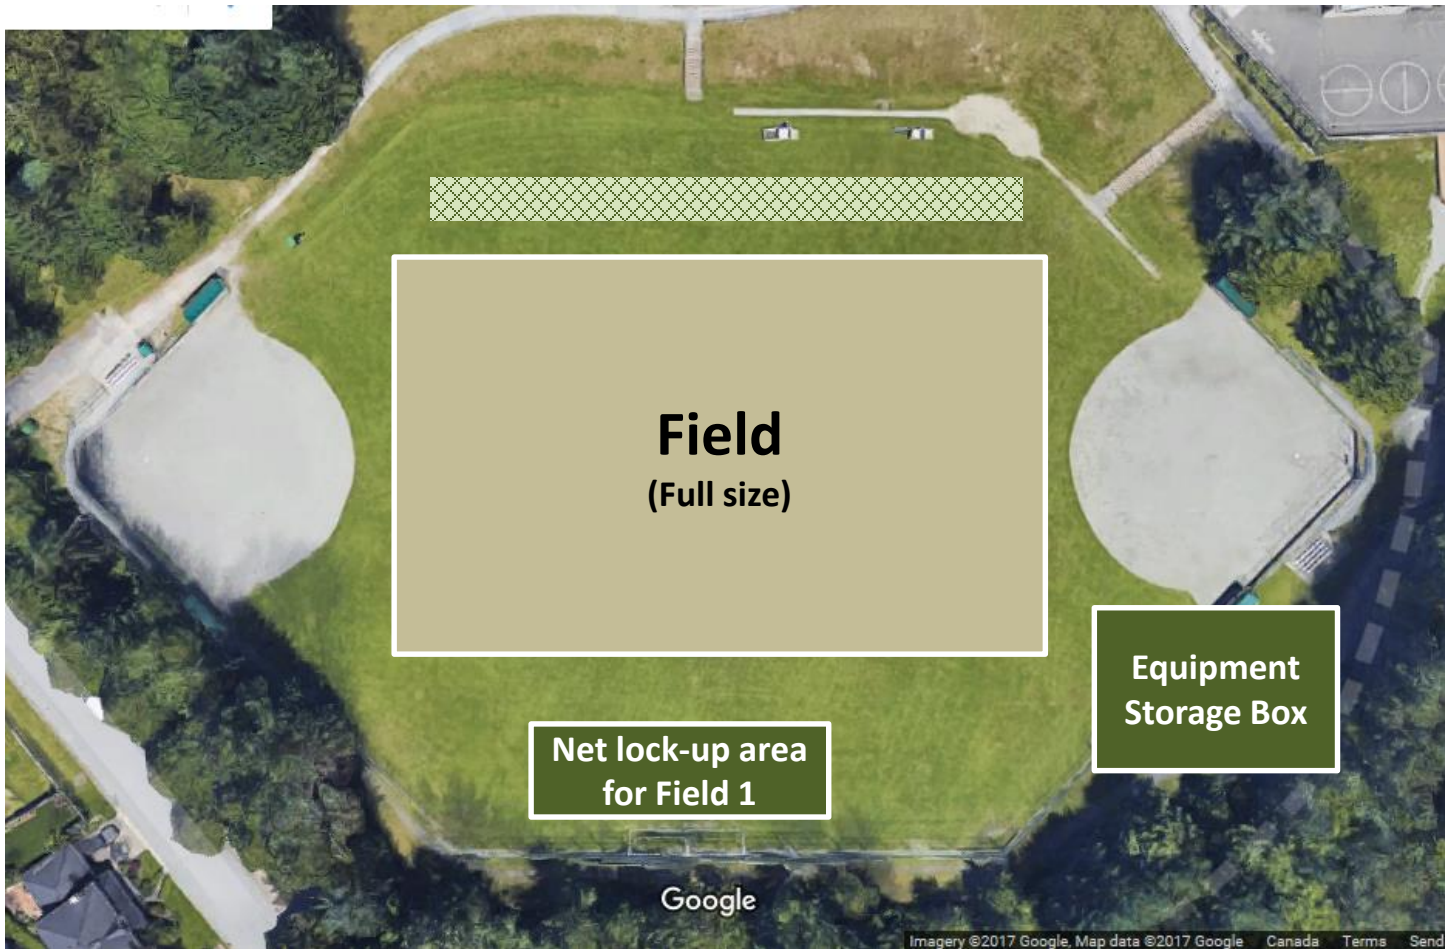 Field
(Full size)
Equipment
Storage Box
Net lock-up area
for Field 1
Google
Imagery ©2017 Google, Map data ©2017 Google Canada Terms Send